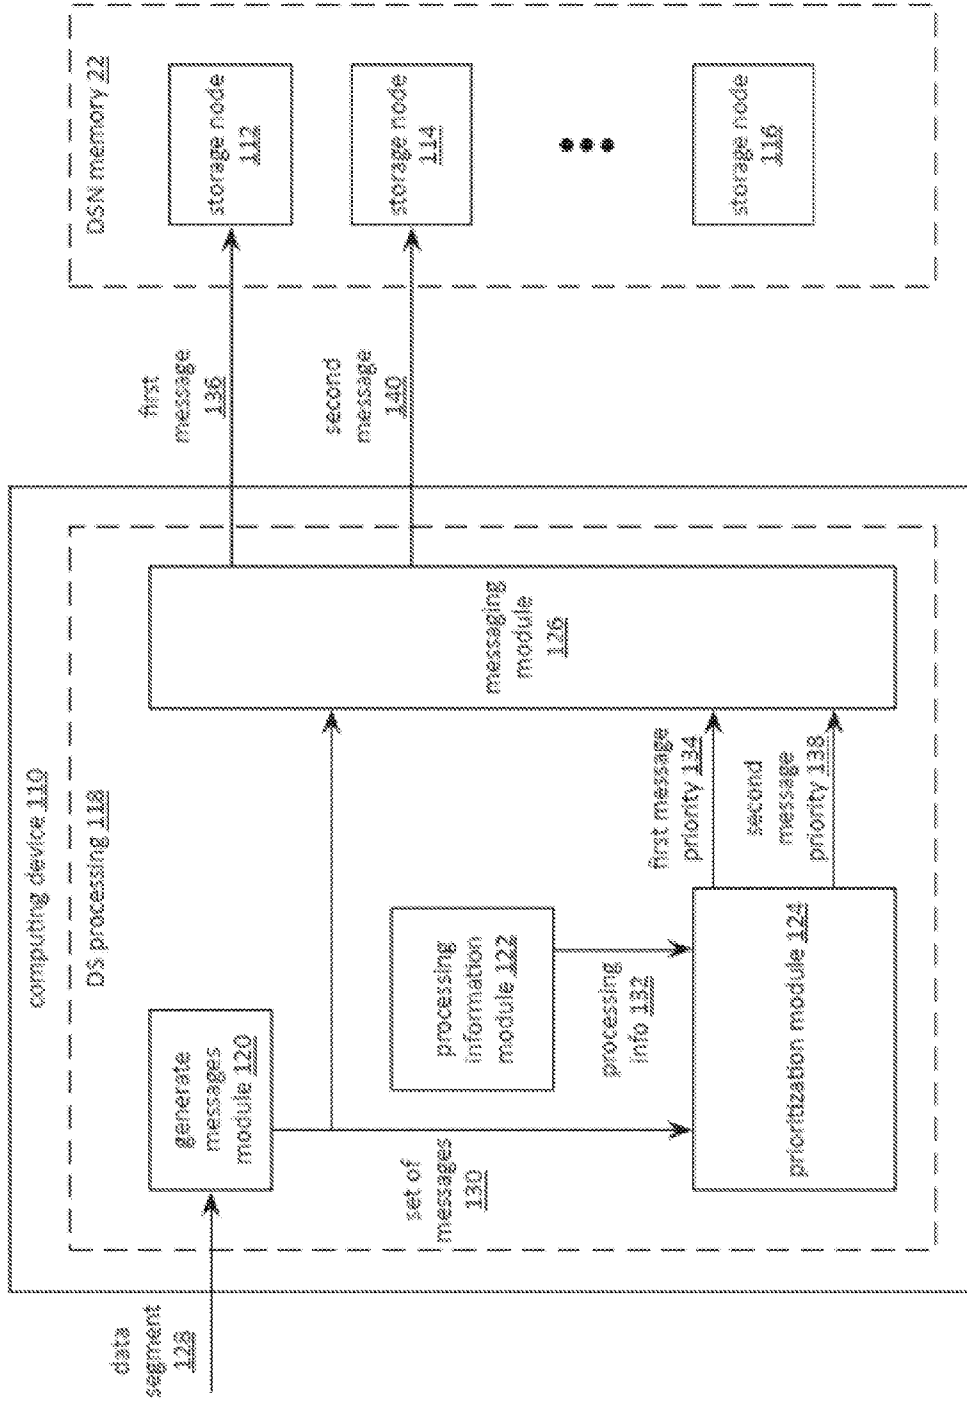 computing device 110
DS processing 118
data
segment
128
generate
messages
module 120
set of
messages
130
processing
information
module 122
processing
info 132
prioritization module 124
first message
priority 134
second
message
priority 138
messaging
module
126
first
message
136
second
message
140
DSN memory 22
storage node
112
storage node
114
storage node
116